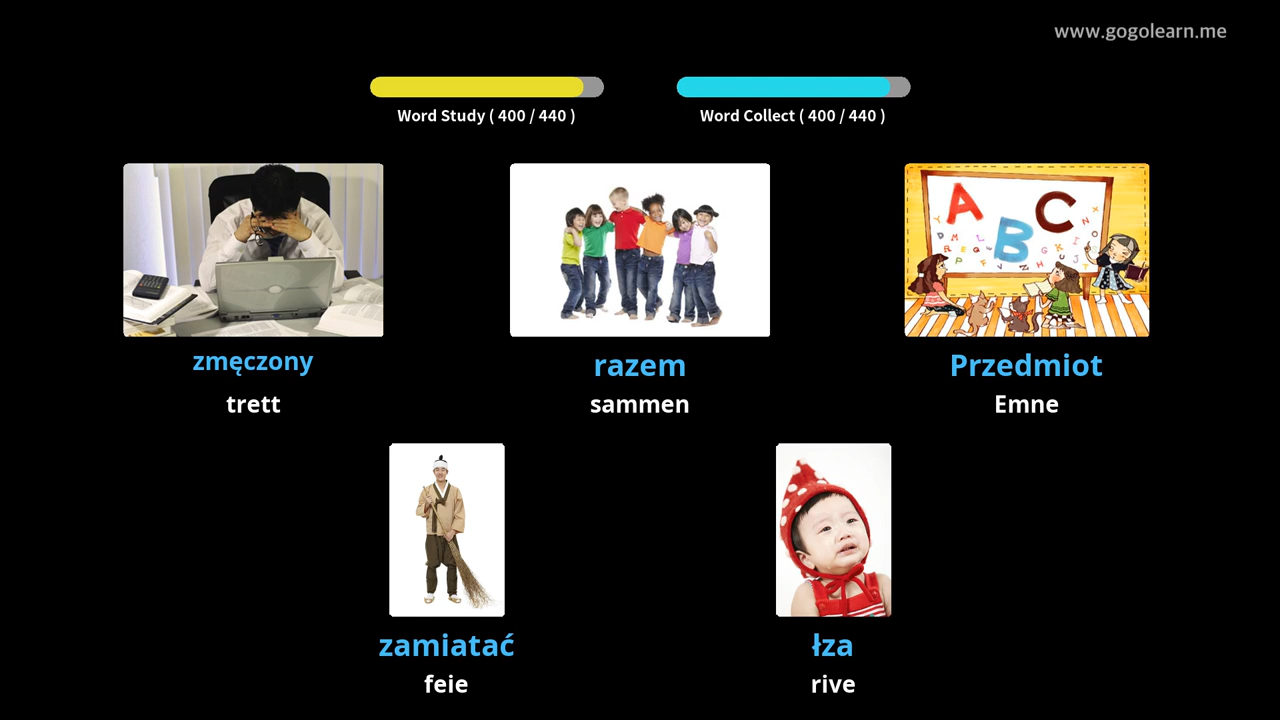 www.gogolearn.me
Word Study ( 400 / 440 )
Word Collect ( 400 / 440 )
A B C
zmęczony
trett
razem
sammen
Przedmiot
Emne
zamiatać
feie
łza
rive